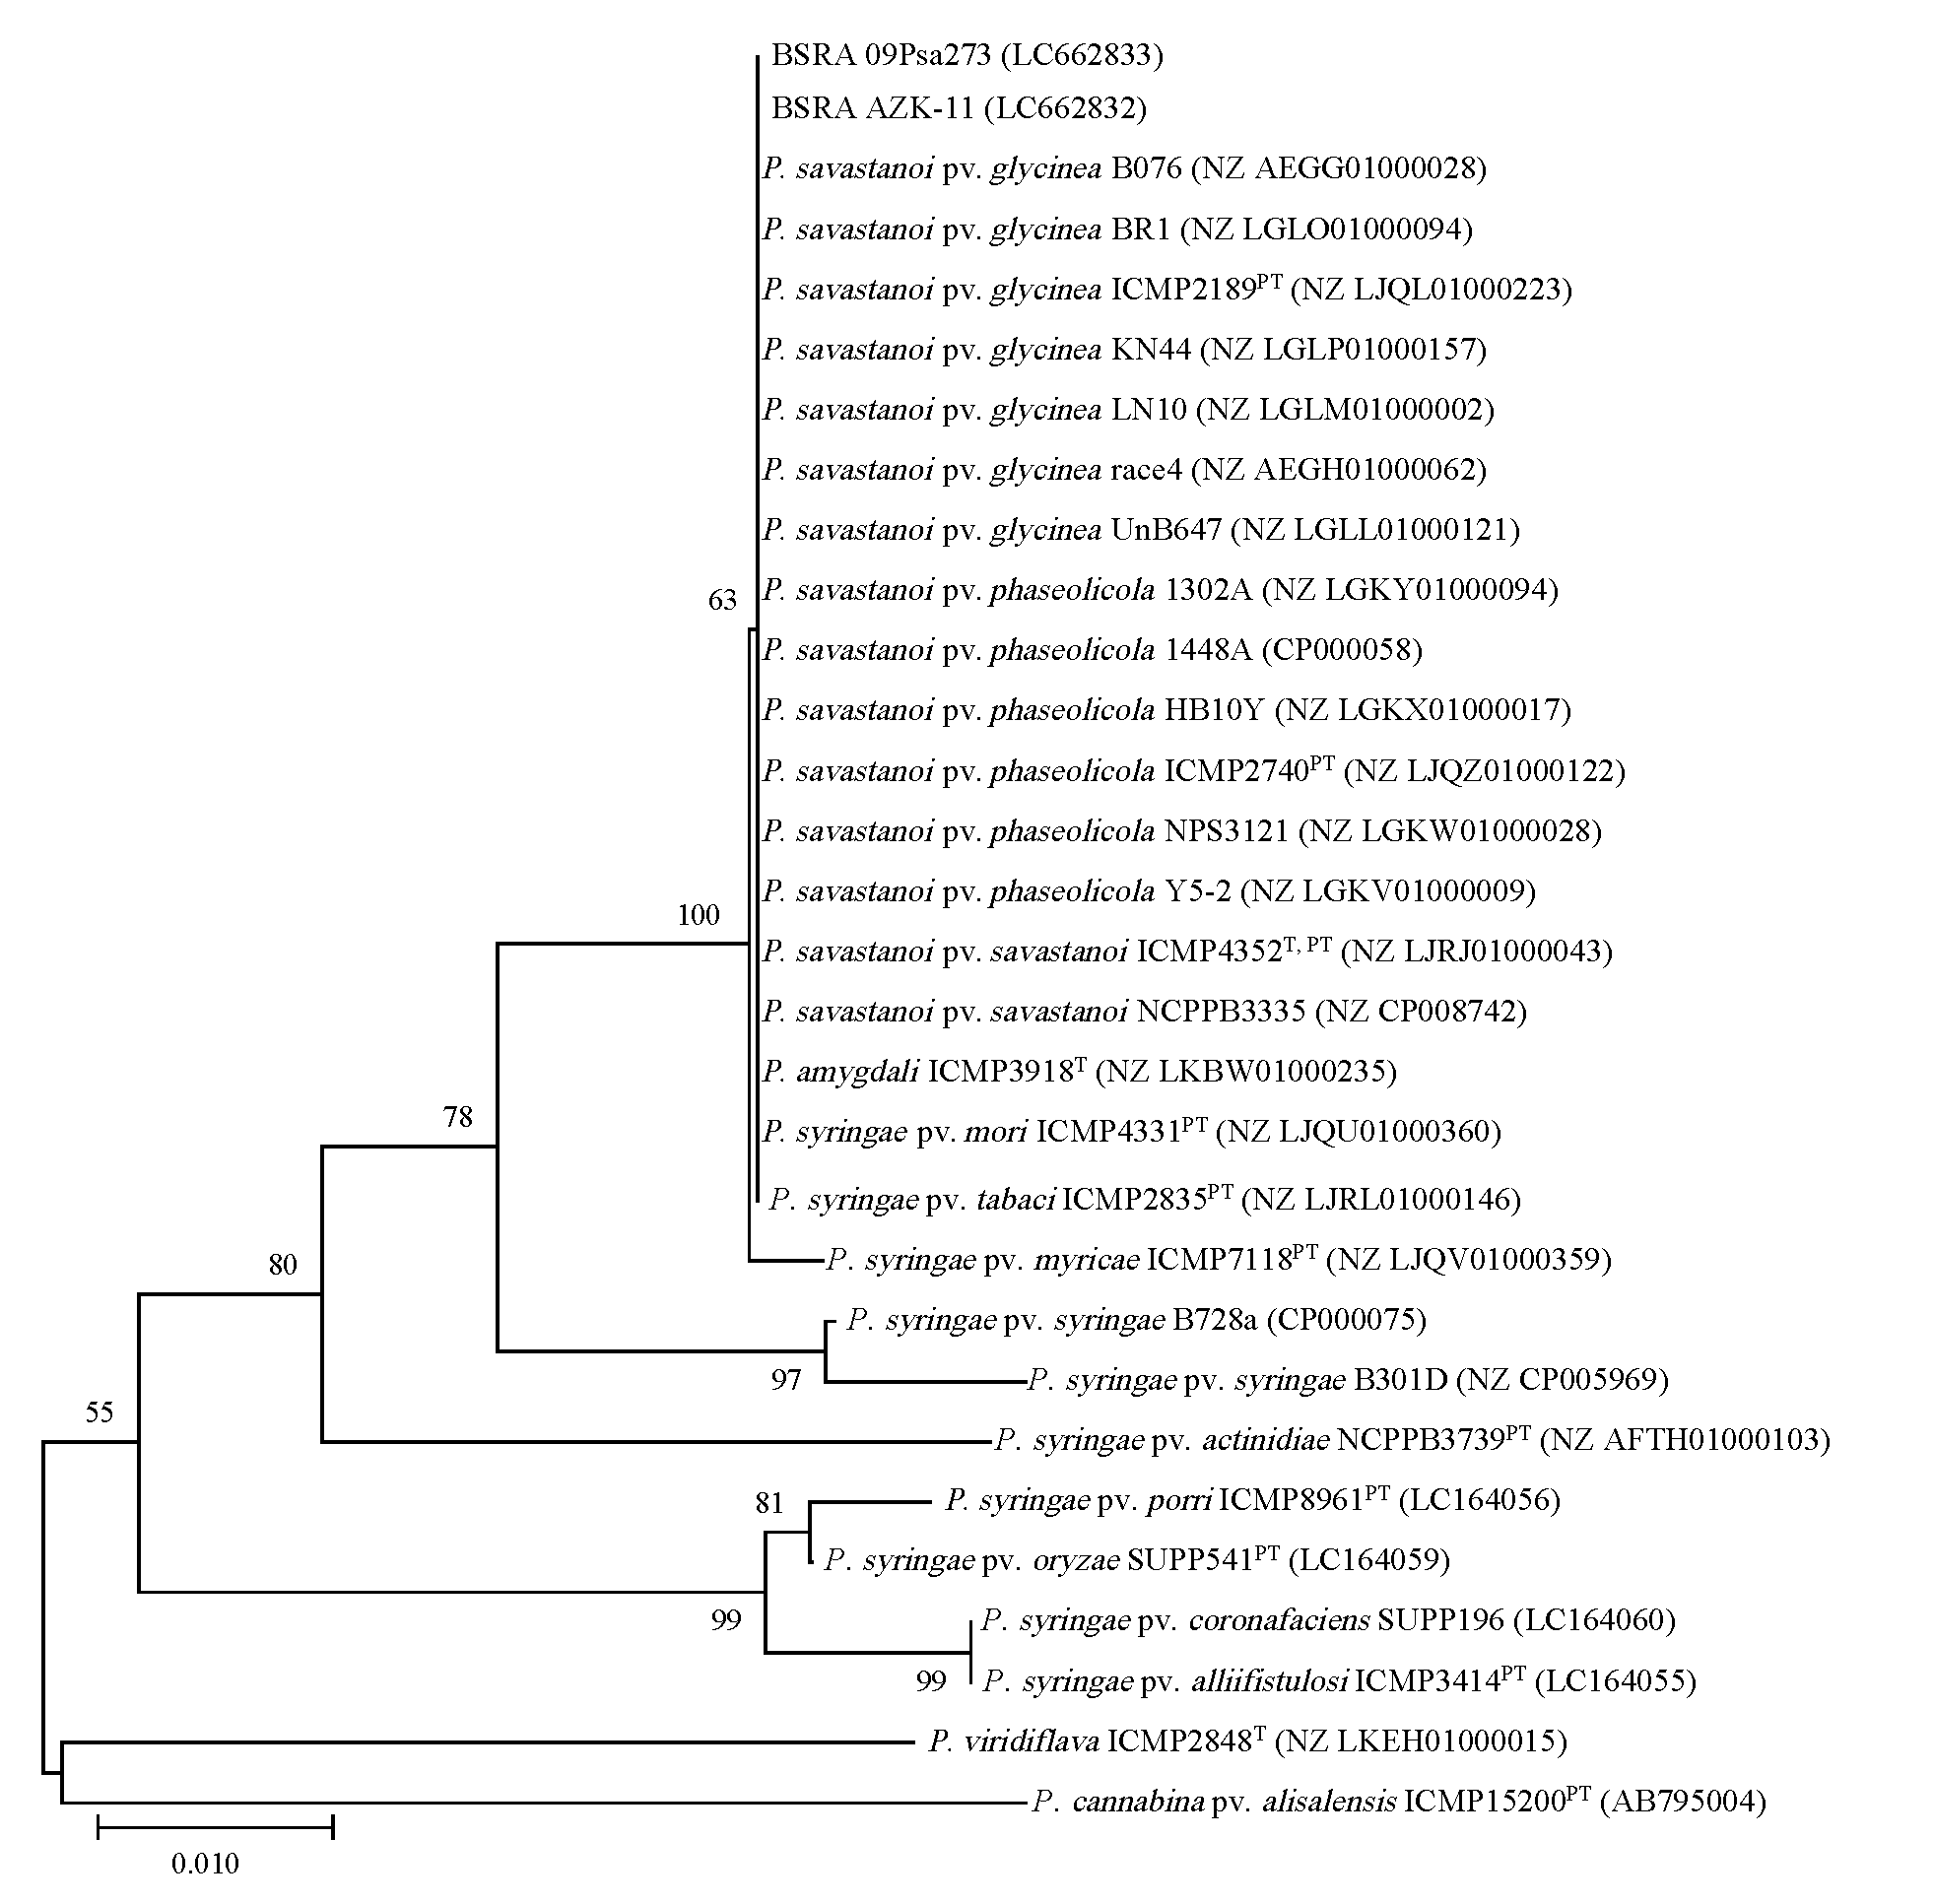 BSRA 09Psa273 (LC662833)
BSRA AZK-11 (LC662832)
P. savastanoi pv. glycinea B076 (NZ AEGG01000028)
P. savastanoi pv. glycinea BR1 (NZ LGLO01000094)
P. savastanoi pv. glycinea ICMP2189PT (NZ LJQL01000223)
P. savastanoi pv. glycinea KN44 (NZ LGLP01000157)
P. savastanoi pv. glycinea LN10 (NZ LGLM01000002)
P. savastanoi pv. glycinea race4 (NZ AEGH01000062)
P. savastanoi pv. glycinea UnB647 (NZ LGLL01000121)
63
P. savastanoi pv. phaseolicola 1302A (NZ LGKY01000094)
P. savastanoi pv. phaseolicola 1448A (CP000058)
P. savastanoi pv. phaseolicola HB10Y (NZ LGKX01000017)
P. savastanoi pv. phaseolicola ICMP2740PT (NZ LJQZ01000122)
P. savastanoi pv. phaseolicola NPS3121 (NZ LGKW01000028)
P. savastanoi pv. phaseolicola Y5-2 (NZ LGKV01000009)
100
P. savastanoi pv. savastanoi ICMP4352T, PT (NZ LJRJ01000043)
P. savastanoi pv. savastanoi NCPPB3335 (NZ CP008742)
P. amygdali ICMP3918T (NZ LKBW01000235)
78
P. syringae pv. mori ICMP4331PT (NZ LJQU01000360)
P. syringae pv. tabaci ICMP2835PT (NZ LJRL01000146)
80
P. syringae pv. myricae ICMP7118PT (NZ LJQV01000359)
P. syringae pv. syringae B728a (CP000075)
97
P. syringae pv. syringae B301D (NZ CP005969)
55
P. syringae pv. actinidiae NCPPB3739PT (NZ AFTH01000103)
81
P. syringae pv. porri ICMP8961PT (LC164056)
P. syringae pv. oryzae SUPP541PT (LC164059)
99
P. syringae pv. coronafaciens SUPP196 (LC164060)
99
P. syringae pv. alliifistulosi ICMP3414PT (LC164055)
P. viridiflava ICMP2848T (NZ LKEH01000015)
P. cannabina pv. alisalensis ICMP15200PT (AB795004)
0.010